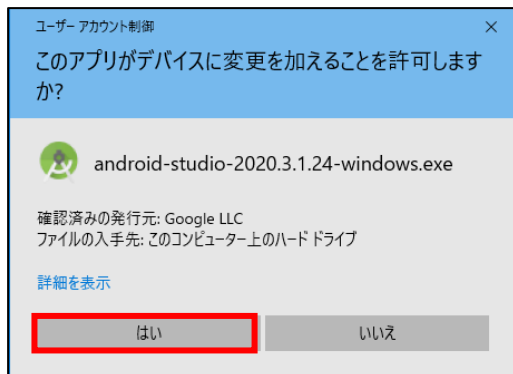 ユーザー アカウント制御
このアプリがデバイスに変更を加えることを許可します
か?
android-studio-2020.3.1.24-windows.exe
確認済みの発行元: Google LLC
ファイルの入手先: このコンピューター上のハード ドライブ
詳細を表示
はい
いいえ